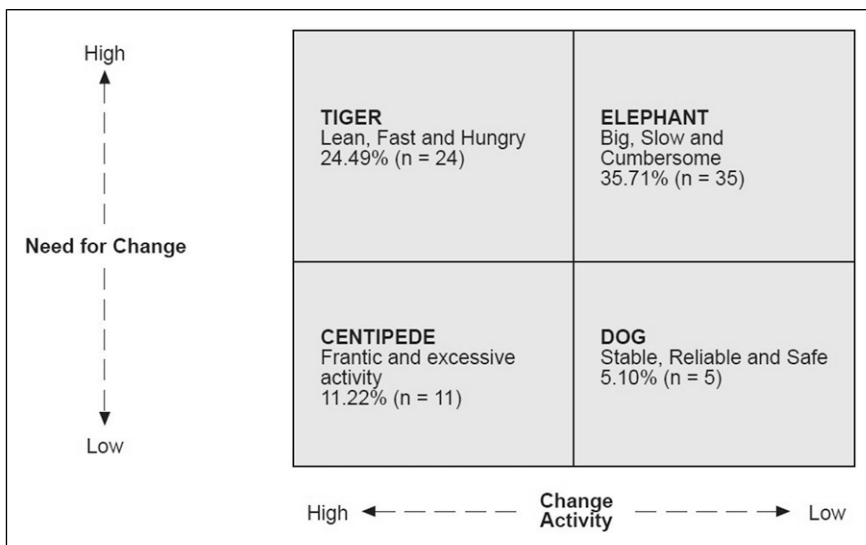 High
Need for Change
Low
TIGER
Lean, Fast and Hungry
24.49% (n = 24)
ELEPHANT
Big, Slow and
Cumbersome
35.71% (n = 35)
CENTIPEDE
Frantic and excessive
activity
11.22% (n = 11)
DOG
Stable, Reliable and Safe
5.10% (n = 5)
High
Change
Activity
Low